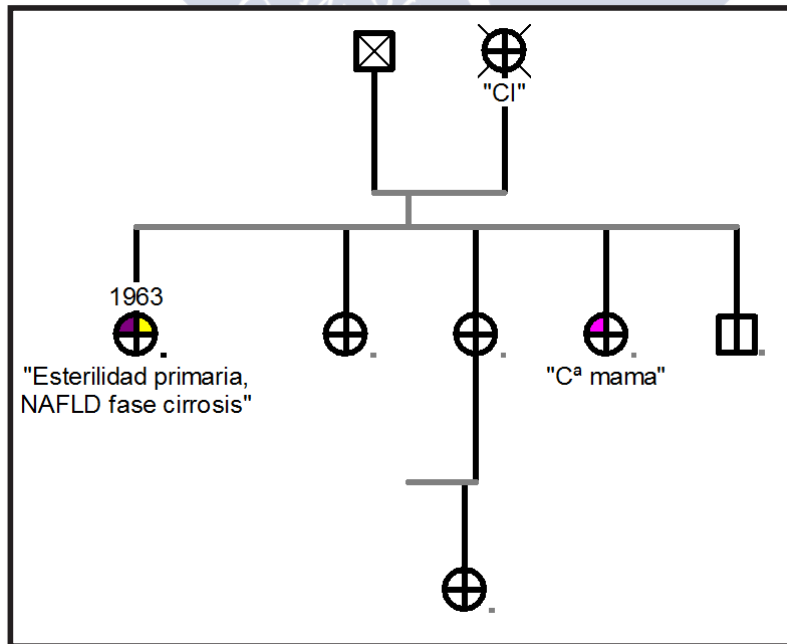 "CI"
1963
"Esterilidad primaria,
NAFLD fase cirrosis"
"Cª mama"